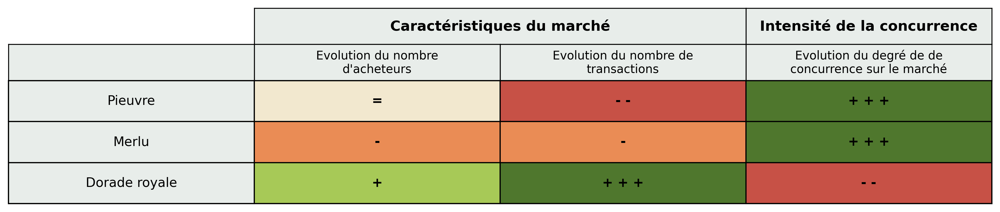 Caractéristiques du marché
Intensité de la concurrence
Evolution du nombre
d'acheteurs
Evolution du nombre de
transactions
Evolution du degré de de
concurrence sur le marché
Pieuvre
=
- -
+ + +
Merlu
-
-
+ + +
Dorade royale
+
+ + +
- -